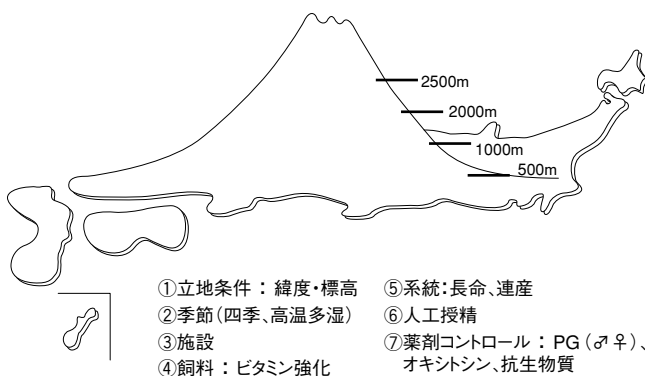 2500m
2000m
1000m
500m
①立地条件：緯度・標高
②季節（四季、高温多湿）
③施設
④飼料：ビタミン強化
⑤系統：長命、連産
⑥人工授精
⑦薬剤コントロール：PG（♂♀）、
オキシトシン、抗生物質